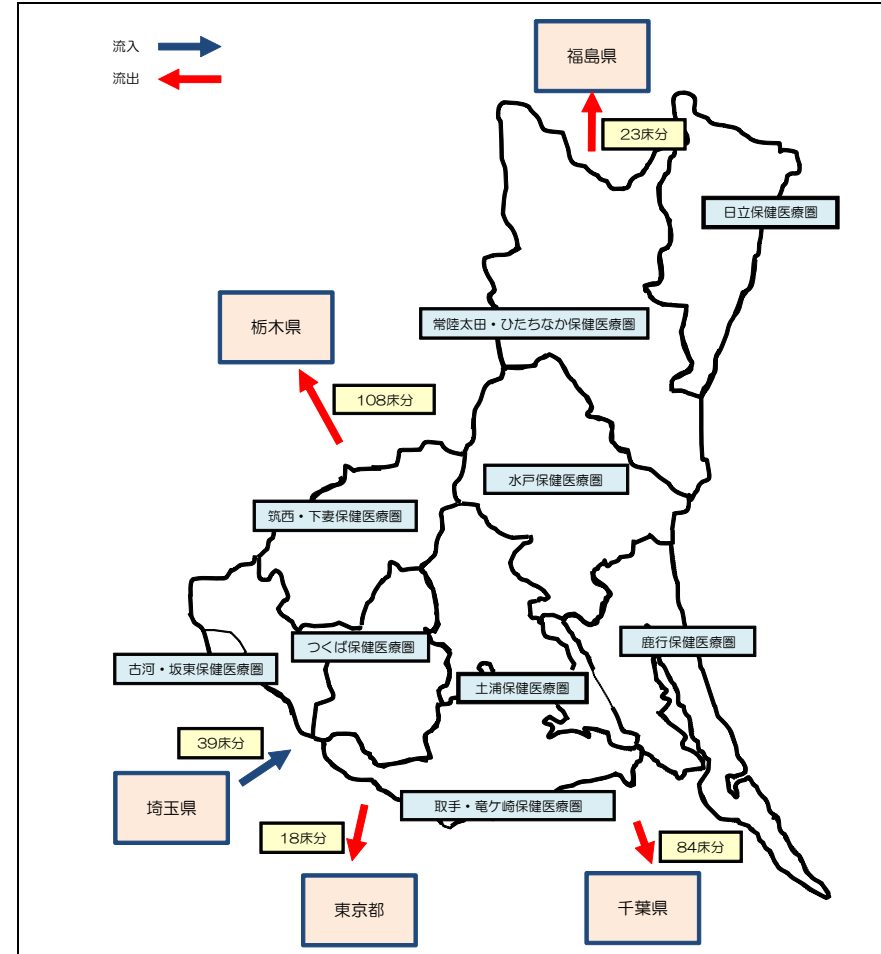 流入
流出
福島県
23床分
日立保健医療圏
栃木県
常陸太田・ひたちなか保健医療圏
108床分
水戸保健医療圏
筑西・下妻保健医療圏
つくば保健医療圏
鹿行保健医療圏
古河・坂東保健医療圏
土浦保健医療圏
39床分
埼玉県
取手・竜ケ崎保健医療圏
18床分
84床分
東京都
千葉県